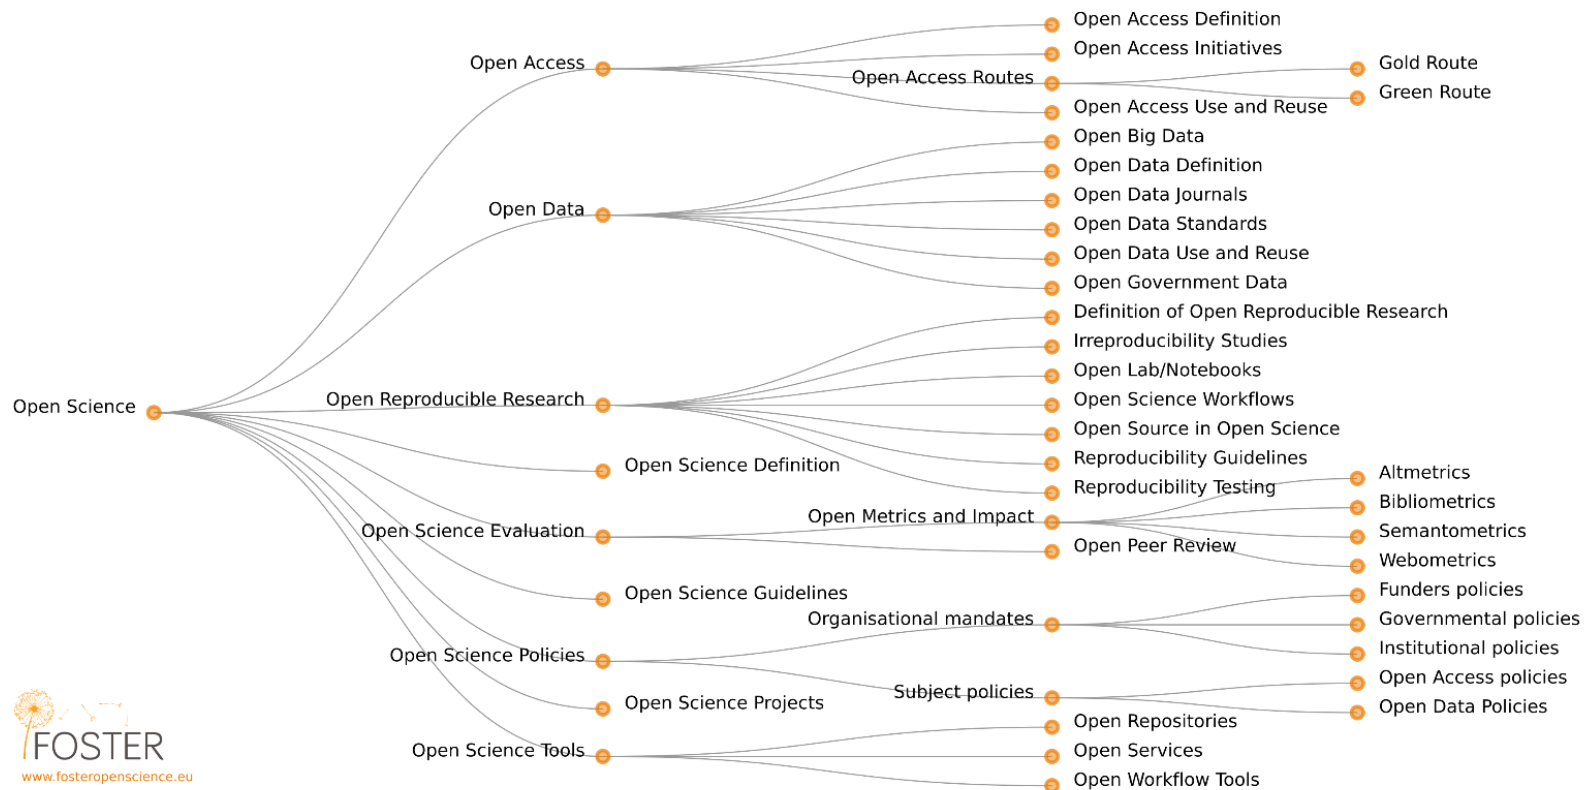 Open Science
Open Access
Open Access Definition
Open Access Initiatives
Open Access Routes
Gold Route
Green Route
Open Access Use and Reuse
Open Data
Open Big Data
Open Data Definition
Open Data Journals
Open Data Standards
Open Data Use and Reuse
Open Government Data
Open Reproducible Research
Definition of Open Reproducible Research
Irreproducibility Studies
Open Lab/Notebooks
Open Science Workflows
Open Source in Open Science
Reproducibility Guidelines
Reproducibility Testing
Open Science Definition
Open Science Evaluation
Open Metrics and Impact
Altmetrics
Bibliometrics
Semantometrics
Webometrics
Open Peer Review
Open Science Guidelines
Open Science Policies
Organisational mandates
Funders policies
Governmental policies
Institutional policies
Subject policies
Open Access policies
Open Data Policies
Open Science Projects
Open Science Tools
Open Repositories
Open Services
Open Workflow Tools
FOSTER
www.fosteropenscience.eu